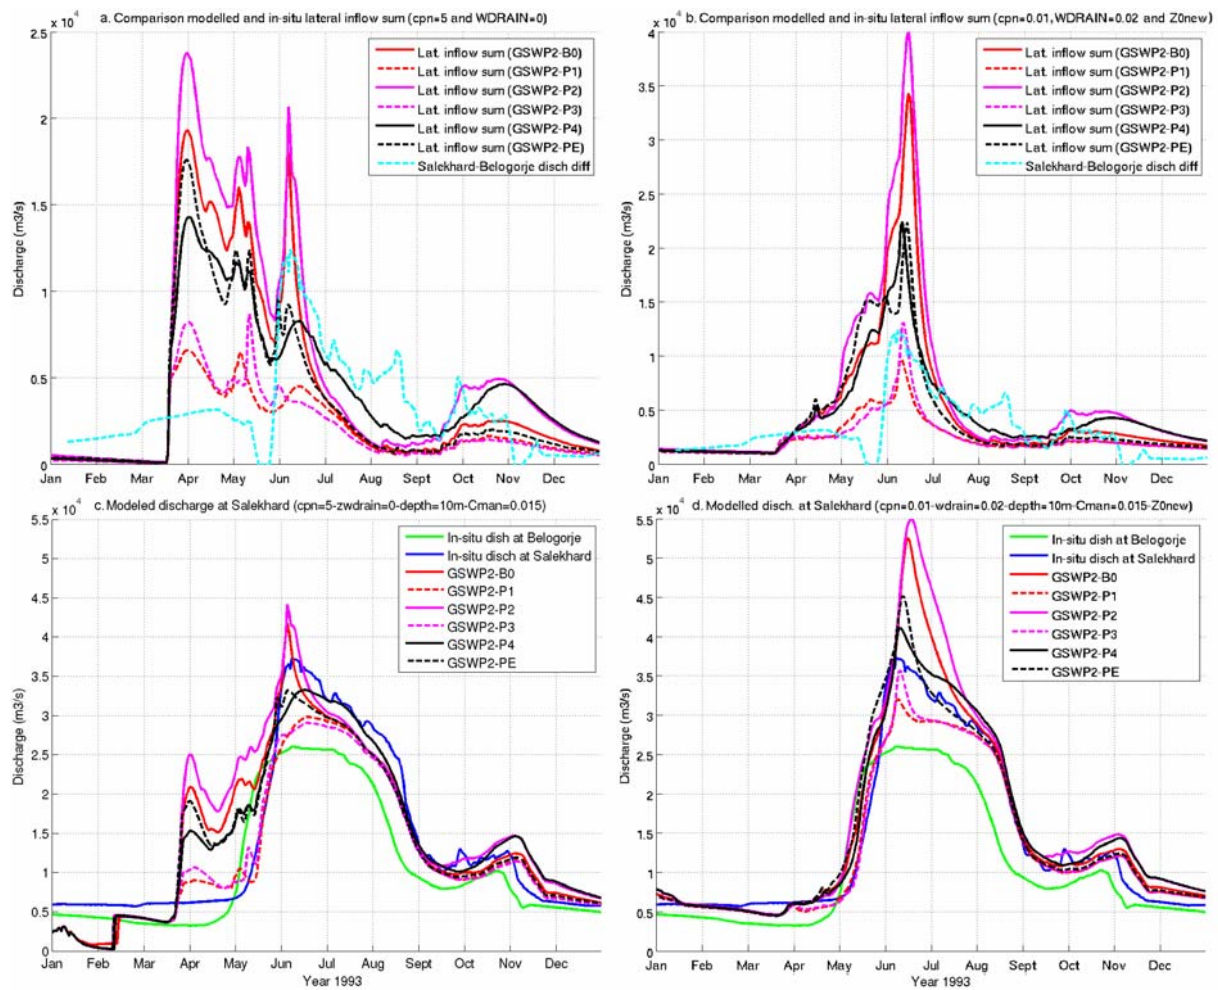 a. Comparison modelled and in-situ lateral inflow sum (cpn=5 and WDRAIN=0)
x 10⁴
2.5
2
1.5
1
0.5
0
Discharge (m3/s)
Lat. inflow sum (GSWP2-B0)
Lat. inflow sum (GSWP2-P1)
Lat. inflow sum (GSWP2-P2)
Lat. inflow sum (GSWP2-P3)
Lat. inflow sum (GSWP2-P4)
Lat. inflow sum (GSWP2-PE)
Salekhard-Belogorje disch diff
Jan Feb Mar Apr May Jun Jul Aug Sept Oct Nov Dec
b. Comparison modelled and in-situ lateral inflow sum (cpn=0.01, WDRAIN=0.02 and Z0new)
x 10⁴
4
3.5
3
2.5
2
1.5
1
0.5
0
Discharge (m3/s)
Lat. inflow sum (GSWP2-B0)
Lat. inflow sum (GSWP2-P1)
Lat. inflow sum (GSWP2-P2)
Lat. inflow sum (GSWP2-P3)
Lat. inflow sum (GSWP2-P4)
Lat. inflow sum (GSWP2-PE)
Salekhard-Belogorje disch diff
Jan Feb Mar Apr May Jun Jul Aug Sept Oct Nov Dec
c. Modeled discharge at Salekhard (cpn=5-zwdrain=0-depth=10m-Cman=0.015)
x 10⁴
5.5
5
4.5
4
3.5
3
2.5
2
1.5
1
0.5
0
Discharge (m3/s)
In-situ dish at Belogorje
In-situ disch at Salekhard
GSWP2-B0
GSWP2-P1
GSWP2-P2
GSWP2-P3
GSWP2-P4
GSWP2-PE
Jan Feb Mar Apr May Jun Jul Aug Sept Oct Nov Dec
Year 1993
d. Modelled disch. at Salekhard (cpn=0.01-wdrain=0.02-depth=10m-Cman=0.015-Z0new)
x 10⁴
5.5
5
4.5
4
3.5
3
2.5
2
1.5
1
0.5
0
Discharge (m3/s)
In-situ dish at Belogorje
In-situ disch at Salekhard
GSWP2-B0
GSWP2-P1
GSWP2-P2
GSWP2-P3
GSWP2-P4
GSWP2-PE
Jan Feb Mar Apr May Jun Jul Aug Sept Oct Nov Dec
Year 1993